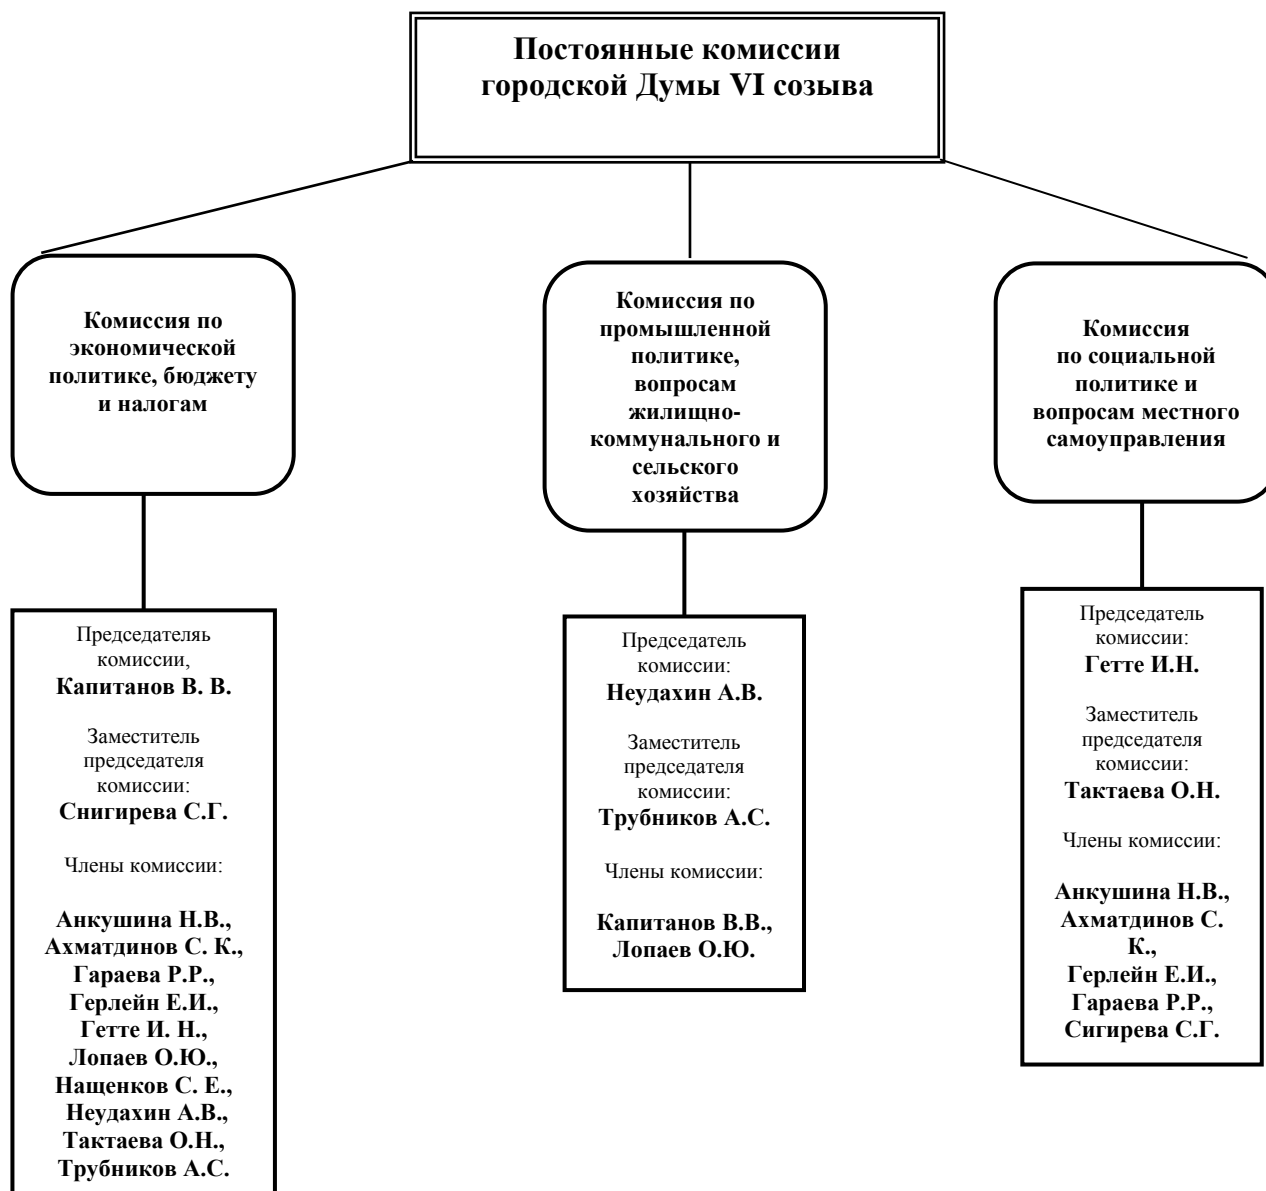 Постоянные комиссии
городской Думы VI созыва
Комиссия по
экономической
политике, бюджету
и налогам
Комиссия по
промышленной
политике,
вопросам
жилищно-
коммунального и
сельского
хозяйства
Комиссия
по социальной
политике и
вопросам местного
самоуправления
Председателяь
комиссии,
Капитанов В. В.
Заместитель
председателя
комиссии:
Снигирева С.Г.
Члены комиссии:
Анкушина Н.В.,
Ахматдинов С. К.,
Гараева Р.Р.,
Герлейн Е.И.,
Гетте И. Н.,
Лопаев О.Ю.,
Нащенков С. Е.,
Неудахин А.В.,
Тактаева О.Н.,
Трубников А.С.
Председатель
комиссии:
Неудахин А.В.
Заместитель
председателя
комиссии:
Трубников А.С.
Члены комиссии:
Капитанов В.В.,
Лопаев О.Ю.
Председатель
комиссии:
Гетте И.Н.
Заместитель
председателя
комиссии:
Тактаева О.Н.
Члены комиссии:
Анкушина Н.В.,
Ахматдинов С.
К.,
Герлейн Е.И.,
Гараева Р.Р.,
Сигирева С.Г.